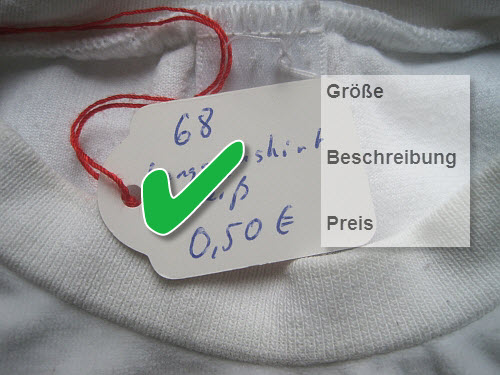 68
0,50 €
Größe
Beschreibung
Preis